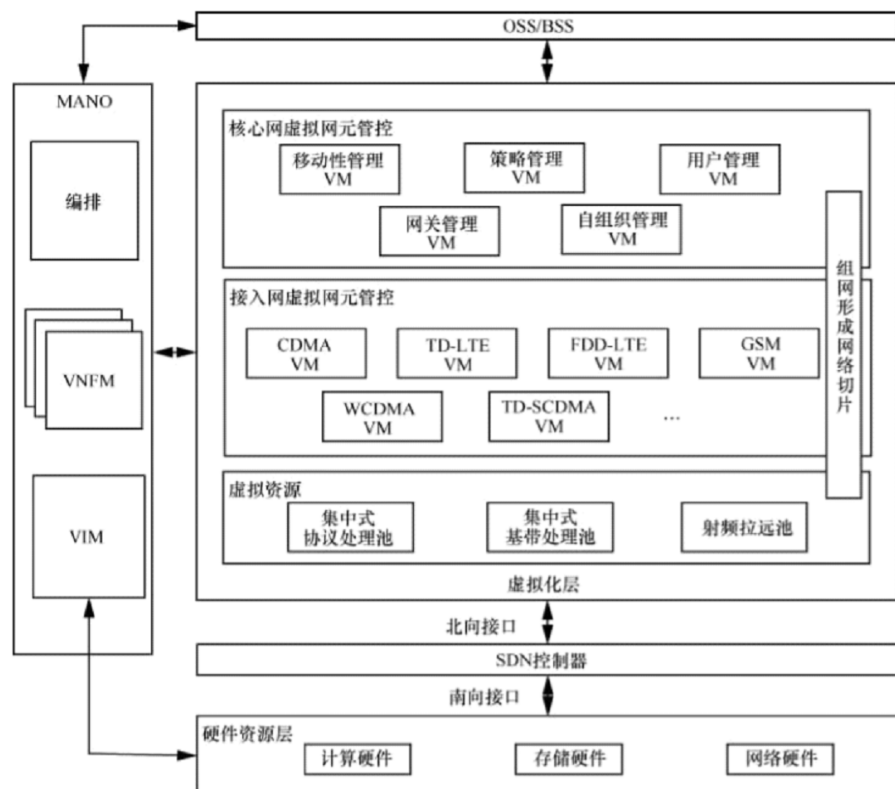 OSS/BSS
MANO
编排
VNFM
VIM
核心网虚拟网元管控
移动性管理
VM
策略管理
VM
用户管理
VM
网关管理
VM
自组织管理
VM
接入网虚拟网元管控
CDMA
VM
TD-LTE
VM
FDD-LTE
VM
GSM
VM
WCDMA
VM
TD-SCDMA
VM
…
组网形成网络切片
虚拟资源
集中式
协议处理池
集中式
基带处理池
射频拉远池
虚拟化层
北向接口
SDN控制器
南向接口
硬件资源层
计算硬件
存储硬件
网络硬件